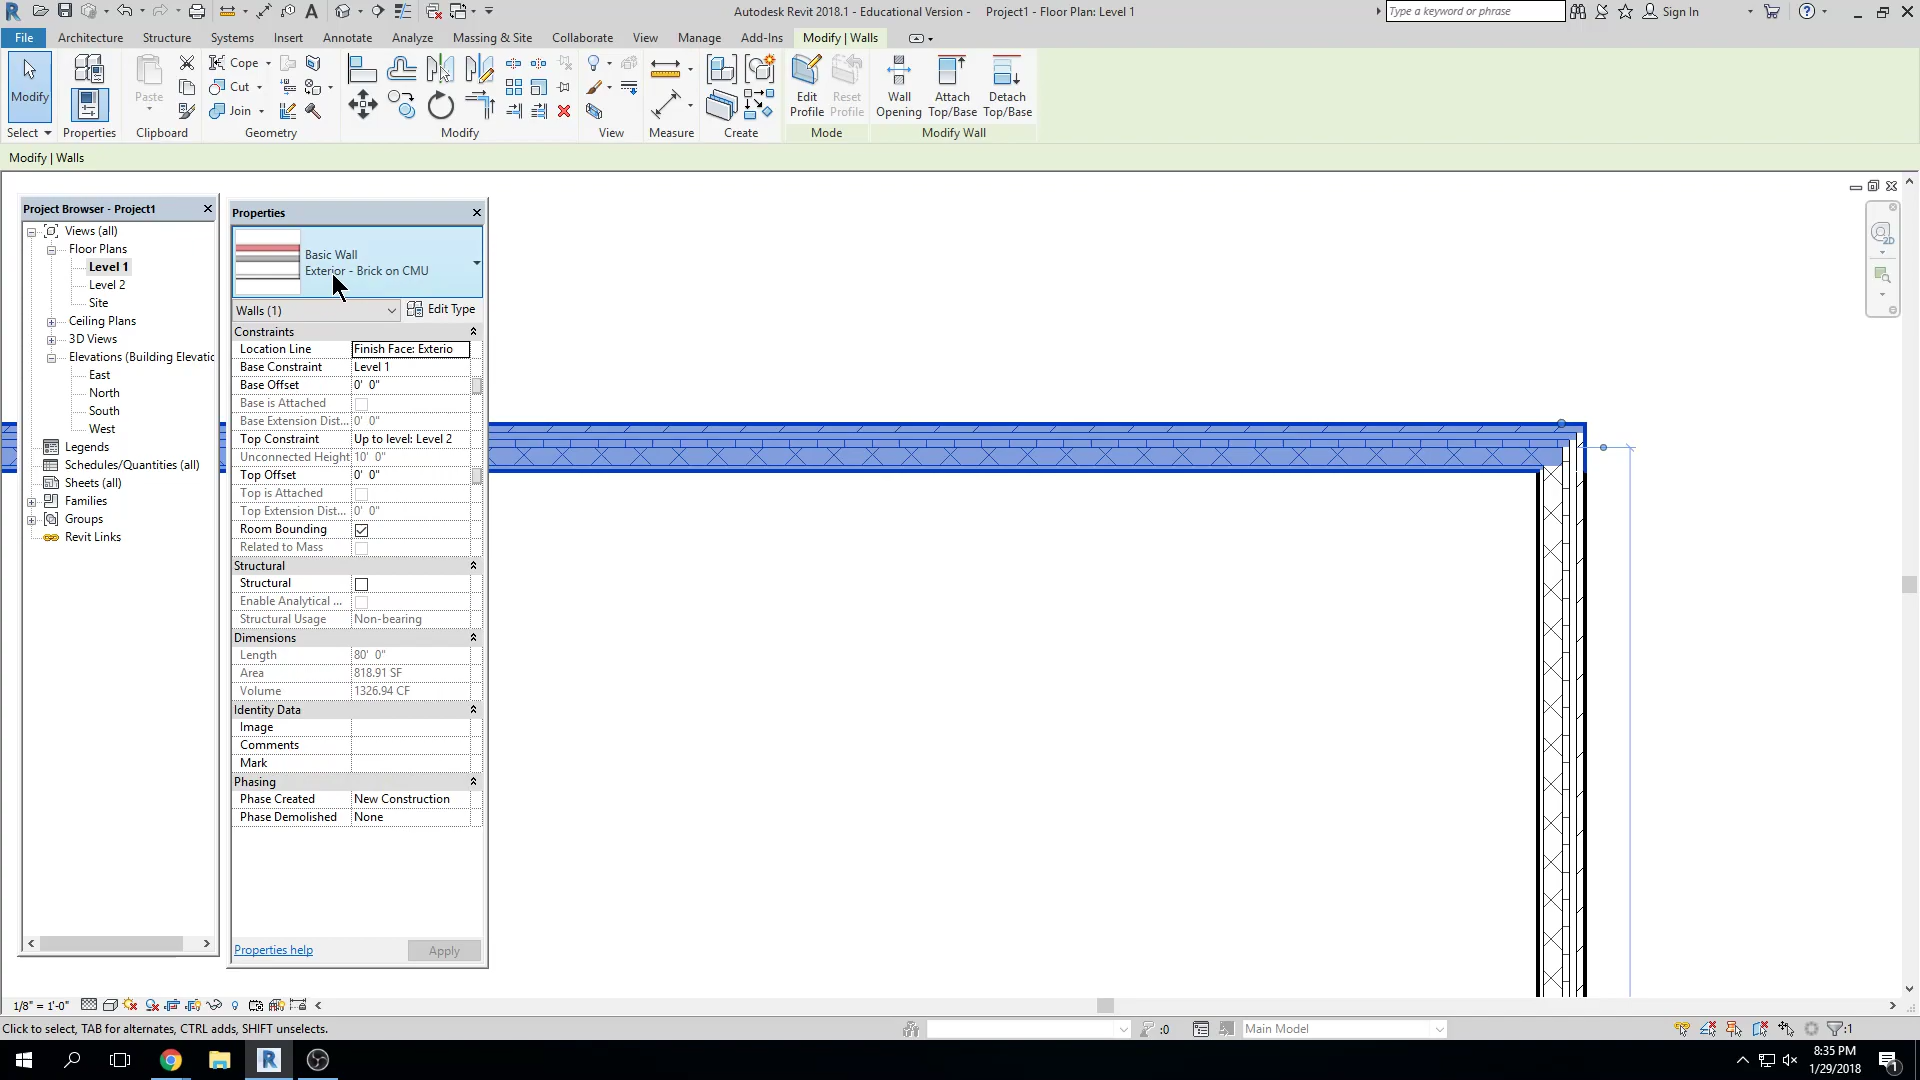 Autodesk Revit 2018.1 - Educational Version - Project1 - Floor Plan: Level 1
Type a keyword or phrase
Sign In
File Architecture Structure Systems Insert Annotate Analyze Massing & Site Collaborate View Manage Add-Ins Modify | Walls
Modify
Paste
Cope
Cut
Join
Edit Profile
Reset Profile
Wall Opening
Attach Top/Base
Detach Top/Base
Select Properties Clipboard Geometry Modify View Measure Create Mode Modify Wall
Modify | Walls
Project Browser - Project1
Views (all)
Floor Plans
Level 1
Level 2
Site
Ceiling Plans
3D Views
Elevations (Building Elevatic
East
North
South
West
Legends
Schedules/Quantities (all)
Sheets (all)
Families
Groups
Revit Links
Properties
Basic Wall
Exterior - Brick on CMU
Walls (1)
Edit Type
Constraints
Location Line Finish Face: Exterio
Base Constraint Level 1
Base Offset 0' 0"
Base is Attached
Base Extension Dist... 0' 0"
Top Constraint Up to level: Level 2
Unconnected Height 10' 0"
Top Offset 0' 0"
Top is Attached
Top Extension Dist... 0' 0"
Room Bounding
Related to Mass
Structural
Structural
Enable Analytical ...
Structural Usage Non-bearing
Dimensions
Length 80' 0"
Area 818.91 SF
Volume 1326.94 CF
Identity Data
Image
Comments
Mark
Phasing
Phase Created New Construction
Phase Demolished None
Properties help
Apply
2D
1/8" = 1'-0"
Click to select, TAB for alternates, CTRL adds, SHIFT unselects.
:0
Main Model
:1
8:35 PM
1/29/2018
1